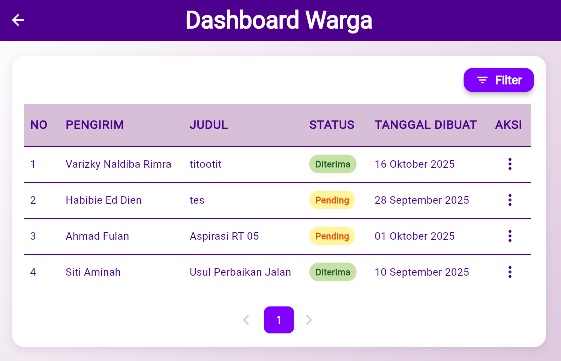 Dashboard Warga
Filter
NO PENGIRIM JUDUL STATUS TANGGAL DIBUAT AKSI
1 Varizky Naldiba Rimra titootit Diterima 16 Oktober 2025
2 Habibie Ed Dien tes Pending 28 September 2025
3 Ahmad Fulan Aspirasi RT 05 Pending 01 Oktober 2025
4 Siti Aminah Usul Perbaikan Jalan Diterima 10 September 2025
1